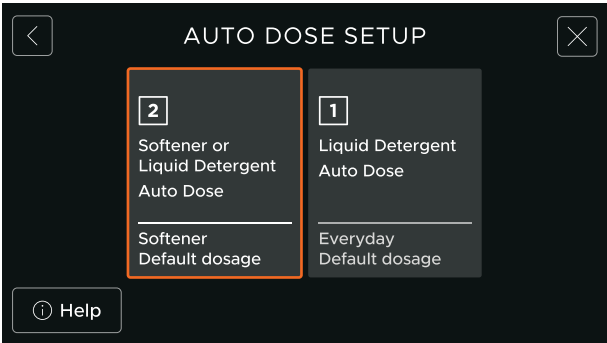 AUTO DOSE SETUP
2
Softener or
Liquid Detergent
Auto Dose
Softener
Default dosage
1
Liquid Detergent
Auto Dose
Everyday
Default dosage
Help